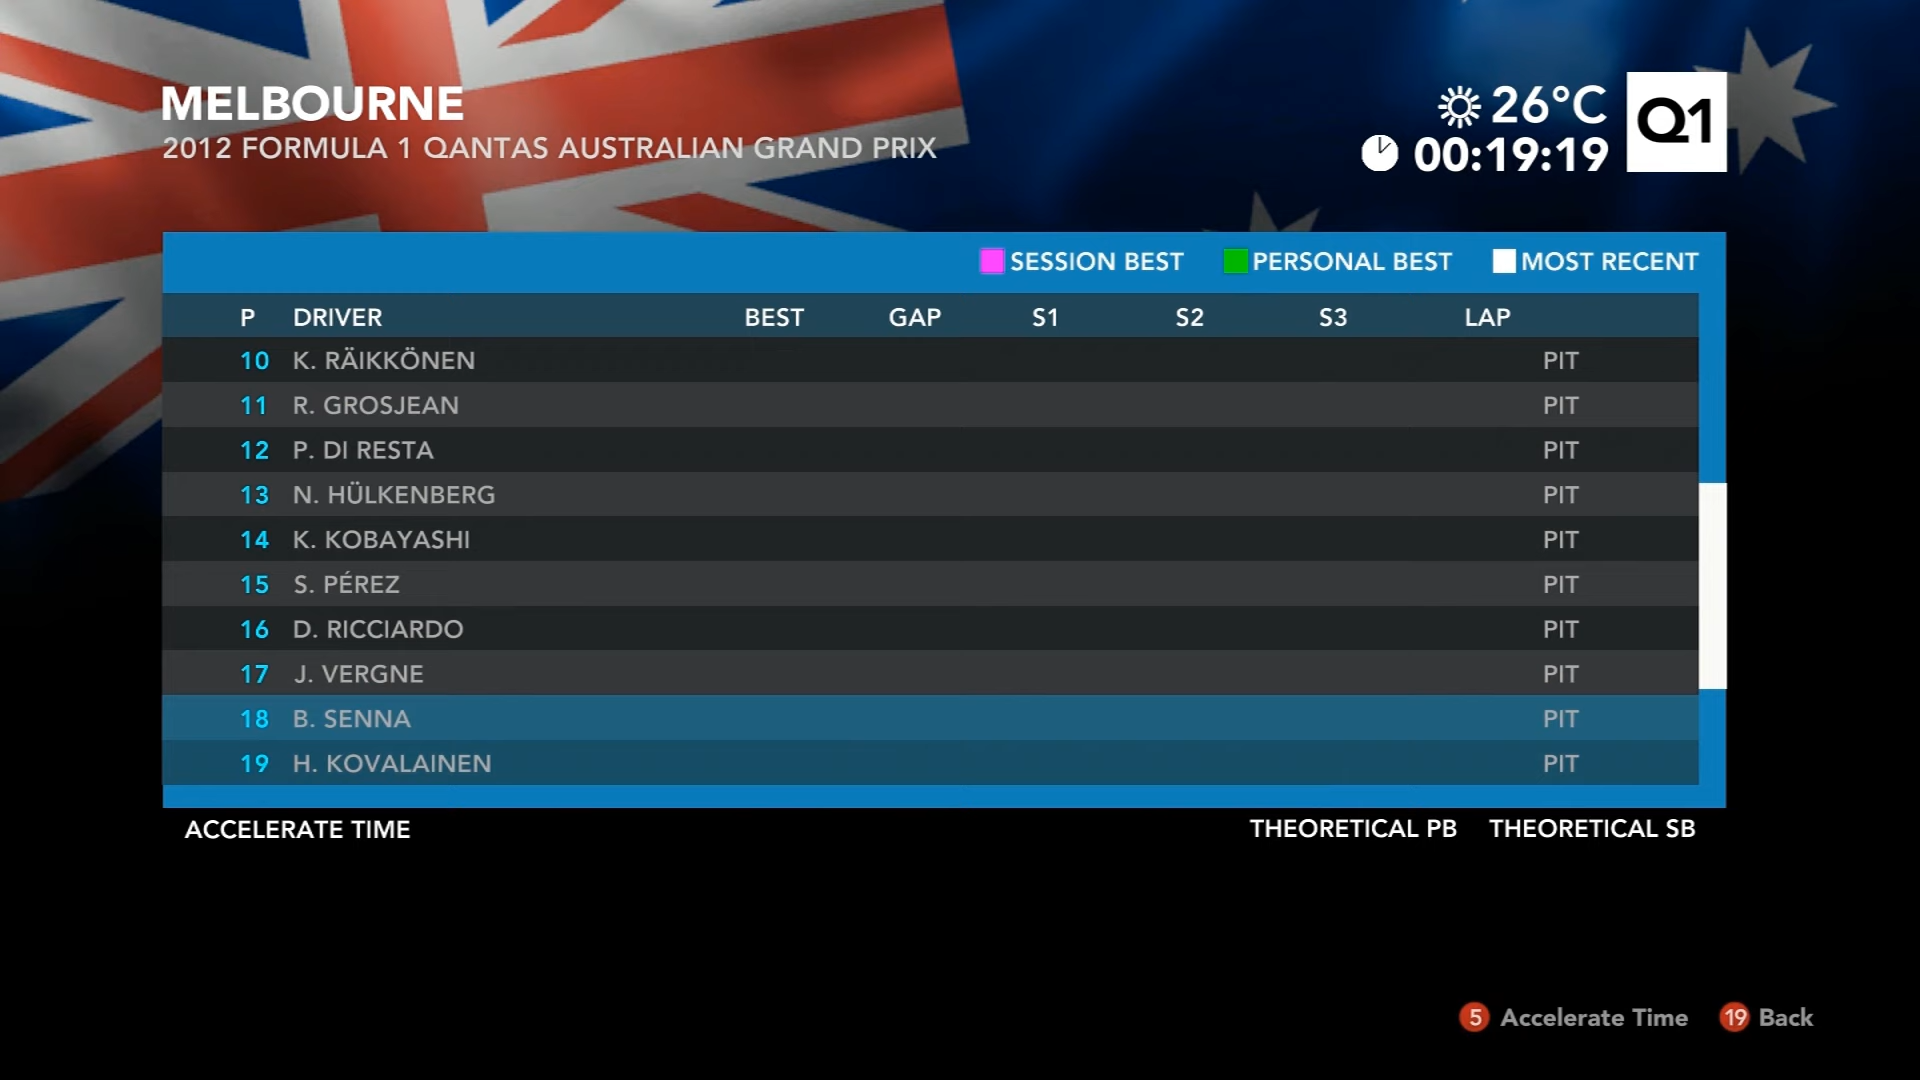 MELBOURNE
2012 FORMULA 1 QANTAS AUSTRALIAN GRAND PRIX
26°C
00:19:19
Q1
SESSION BEST PERSONAL BEST MOST RECENT
P DRIVER BEST GAP S1 S2 S3 LAP
10 K. RÄIKKÖNEN PIT
11 R. GROSJEAN PIT
12 P. DI RESTA PIT
13 N. HÜLKENBERG PIT
14 K. KOBAYASHI PIT
15 S. PÉREZ PIT
16 D. RICCIARDO PIT
17 J. VERGNE PIT
18 B. SENNA PIT
19 H. KOVALAINEN PIT
ACCELERATE TIME THEORETICAL PB THEORETICAL SB
5 Accelerate Time 19 Back